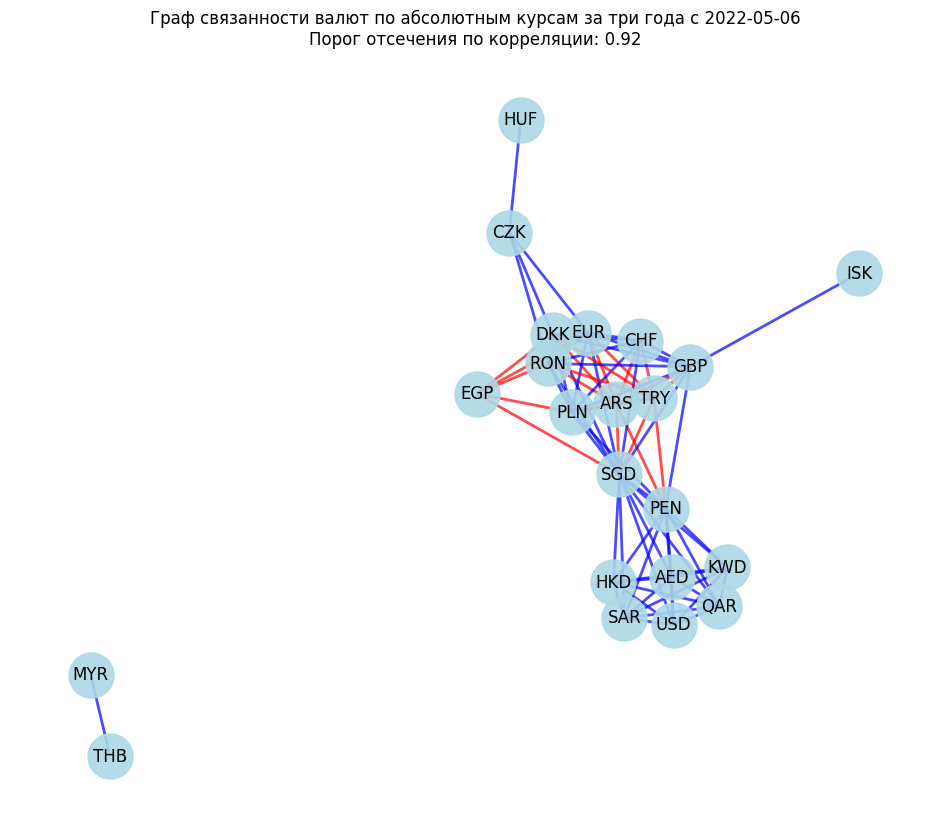 Граф связанности валют по абсолютным курсам за три года с 2022-05-06
Порог отсечения по корреляции: 0.92
HUF
CZK
ISK
DKK
EUR
CHF
RON
GBP
EGP
PLN
ARS
TRY
SGD
PEN
HKD
AED
KWD
SAR
USD
QAR
MYR
THB